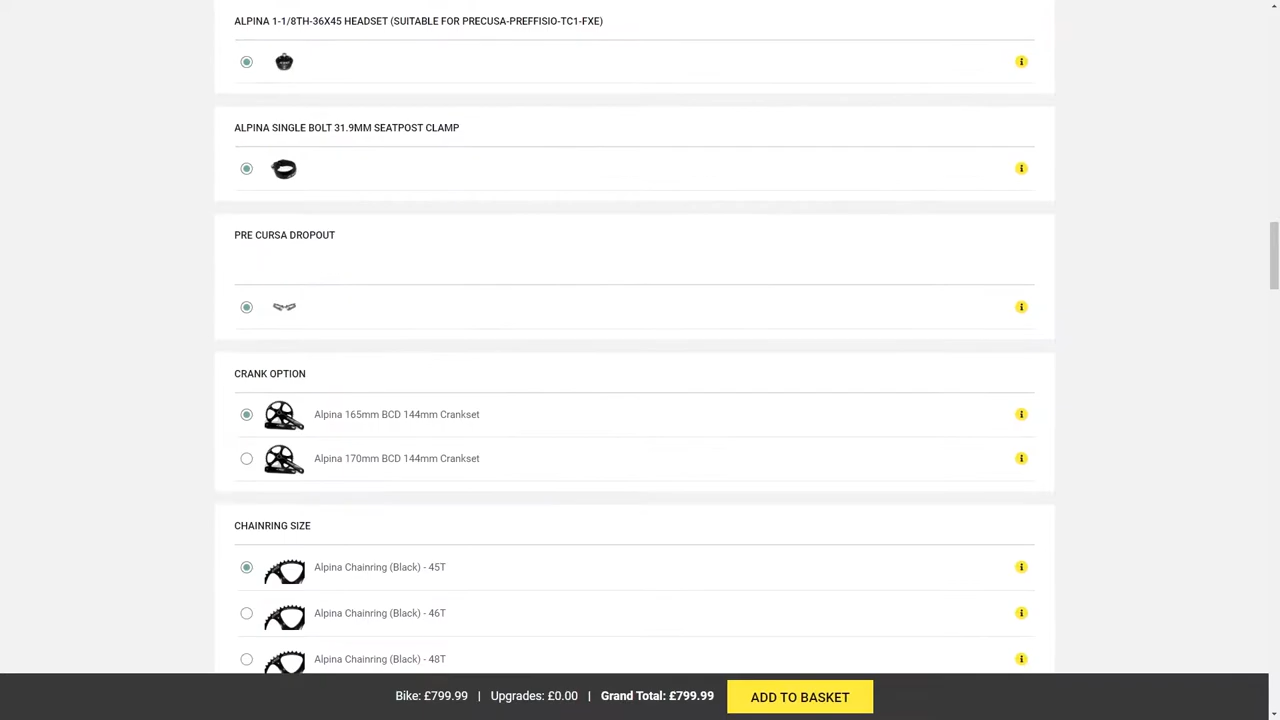 ALPINA 1-1/8TH-36X45 HEADSET (SUITABLE FOR PRECUSA-PREFFISIO-TC1-FXE)
ALPINA SINGLE BOLT 31.9MM SEATPOST CLAMP
PRE CURSA DROPOUT
CRANK OPTION
Alpina 165mm BCD 144mm Crankset
Alpina 170mm BCD 144mm Crankset
CHAINRING SIZE
Alpina Chainring (Black) - 45T
Alpina Chainring (Black) - 46T
Alpina Chainring (Black) - 48T
Bike: £799.99 | Upgrades: £0.00 | Grand Total: £799.99 ADD TO BASKET